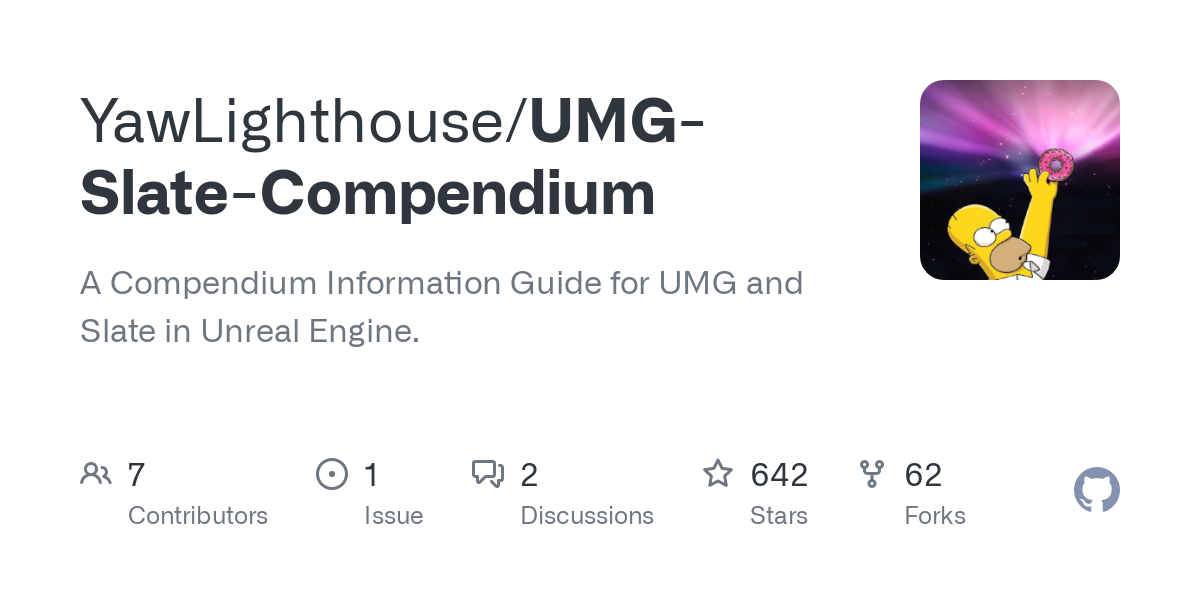 YawLighthouse/UMG-
Slate-Compendium
A Compendium Information Guide for UMG and
Slate in Unreal Engine.
7
Contributors
1
Issue
2
Discussions
642
Stars
62
Forks